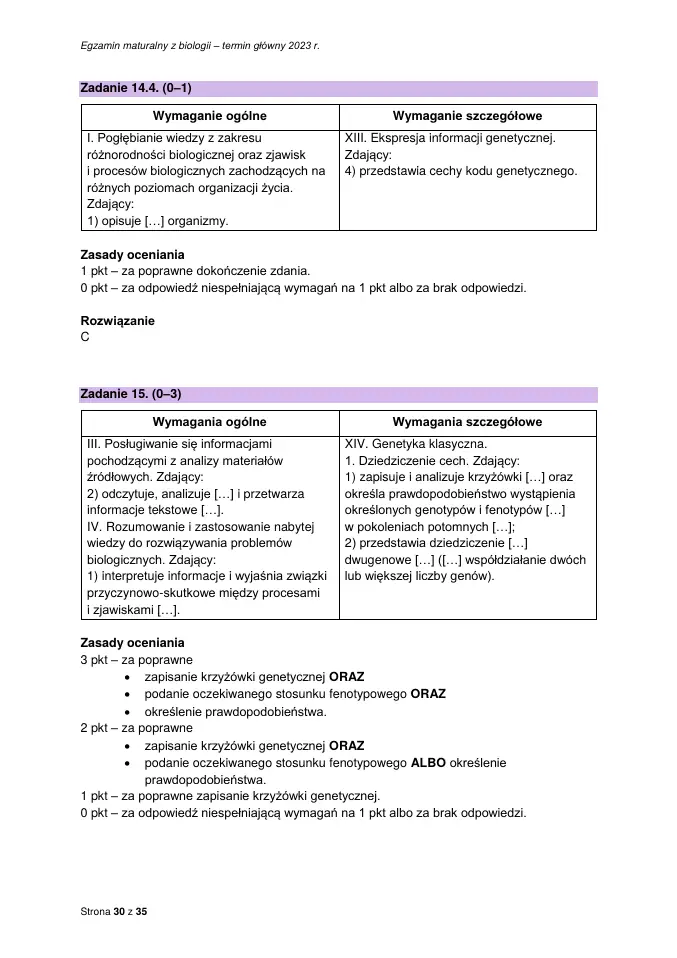 Egzamin maturalny z biologii – termin główny 2023 r.
Zadanie 14.4. (0–1)
Wymaganie ogólne
Wymaganie szczegółowe
I. Pogłębianie wiedzy z zakresu
różnorodności biologicznej oraz zjawisk
i procesów biologicznych zachodzących na
różnych poziomach organizacji życia.
Zdający:
1) opisuje […] organizmy.
XIII. Ekspresja informacji genetycznej.
Zdający:
4) przedstawia cechy kodu genetycznego.
Zasady oceniania
1 pkt – za poprawne dokończenie zdania.
0 pkt – za odpowiedź niespełniającą wymagań na 1 pkt albo za brak odpowiedzi.
Rozwiązanie
C
Zadanie 15. (0–3)
Wymagania ogólne
Wymagania szczegółowe
III. Posługiwanie się informacjami
pochodzącymi z analizy materiałów
źródłowych. Zdający:
2) odczytuje, analizuje […] i przetwarza
informacje tekstowe […].
IV. Rozumowanie i zastosowanie nabytej
wiedzy do rozwiązywania problemów
biologicznych. Zdający:
1) interpretuje informacje i wyjaśnia związki
przyczynowo-skutkowe między procesami
i zjawiskami […].
XIV. Genetyka klasyczna.
1. Dziedziczenie cech. Zdający:
1) zapisuje i analizuje krzyżówki […] oraz
określa prawdopodobieństwo wystąpienia
określonych genotypów i fenotypów […]
w pokoleniach potomnych […];
2) przedstawia dziedziczenie […]
dwugenowe […] ([…] współdziałanie dwóch
lub większej liczby genów).
Zasady oceniania
3 pkt – za poprawne
• zapisanie krzyżówki genetycznej ORAZ
• podanie oczekiwanego stosunku fenotypowego ORAZ
• określenie prawdopodobieństwa.
2 pkt – za poprawne
• zapisanie krzyżówki genetycznej ORAZ
• podanie oczekiwanego stosunku fenotypowego ALBO określenie
prawdopodobieństwa.
1 pkt – za poprawne zapisanie krzyżówki genetycznej.
0 pkt – za odpowiedź niespełniającą wymagań na 1 pkt albo za brak odpowiedzi.
Strona 30 z 35